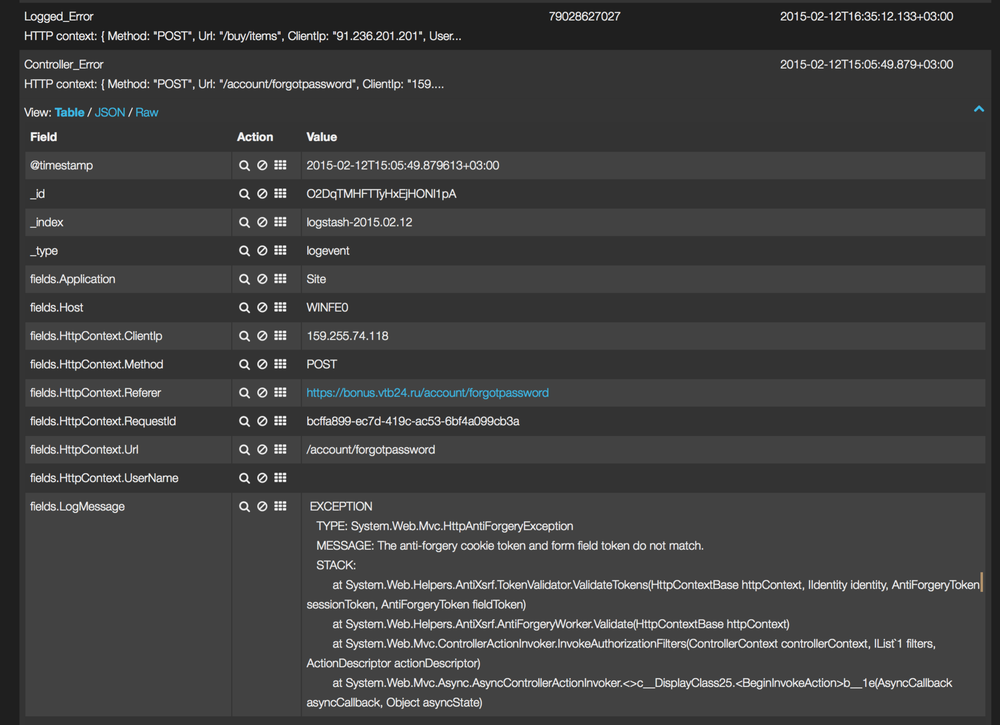 Logged_Error 79028627027 2015-02-12T16:35:12.133+03:00
HTTP context: { Method: "POST", Url: "/buy/items", ClientIp: "91.236.201.201", User...
Controller_Error 2015-02-12T15:05:49.879+03:00
HTTP context: { Method: "POST", Url: "/account/forgotpassword", ClientIp: "159....
View: Table / JSON / Raw
Field Action Value
@timestamp 2015-02-12T15:05:49.879613+03:00
_id O2DqTMHFTTyHxEjHONl1pA
_index logstash-2015.02.12
_type logevent
fields.Application Site
fields.Host WINFE0
fields.HttpContext.ClientIp 159.255.74.118
fields.HttpContext.Method POST
fields.HttpContext.Referer https://bonus.vtb24.ru/account/forgotpassword
fields.HttpContext.RequestId bcffa899-ec7d-419c-ac53-6bf4a099cb3a
fields.HttpContext.Url /account/forgotpassword
fields.HttpContext.UserName
fields.LogMessage EXCEPTION
TYPE: System.Web.Mvc.HttpAntiForgeryException
MESSAGE: The anti-forgery cookie token and form field token do not match.
STACK:
at System.Web.Helpers.AntiXsrf.TokenValidator.ValidateTokens(HttpContextBase httpContext, IIdentity identity, AntiForgeryToken
sessionToken, AntiForgeryToken fieldToken)
at System.Web.Helpers.AntiXsrf.AntiForgeryWorker.Validate(HttpContextBase httpContext)
at System.Web.Mvc.ControllerActionInvoker.InvokeAuthorizationFilters(ControllerContext controllerContext, IList`1 filters,
ActionDescriptor actionDescriptor)
at System.Web.Mvc.Async.AsyncControllerActionInvoker.<>c__DisplayClass25.<BeginInvokeAction>b__1e(AsyncCallback
asyncCallback, Object asyncState)